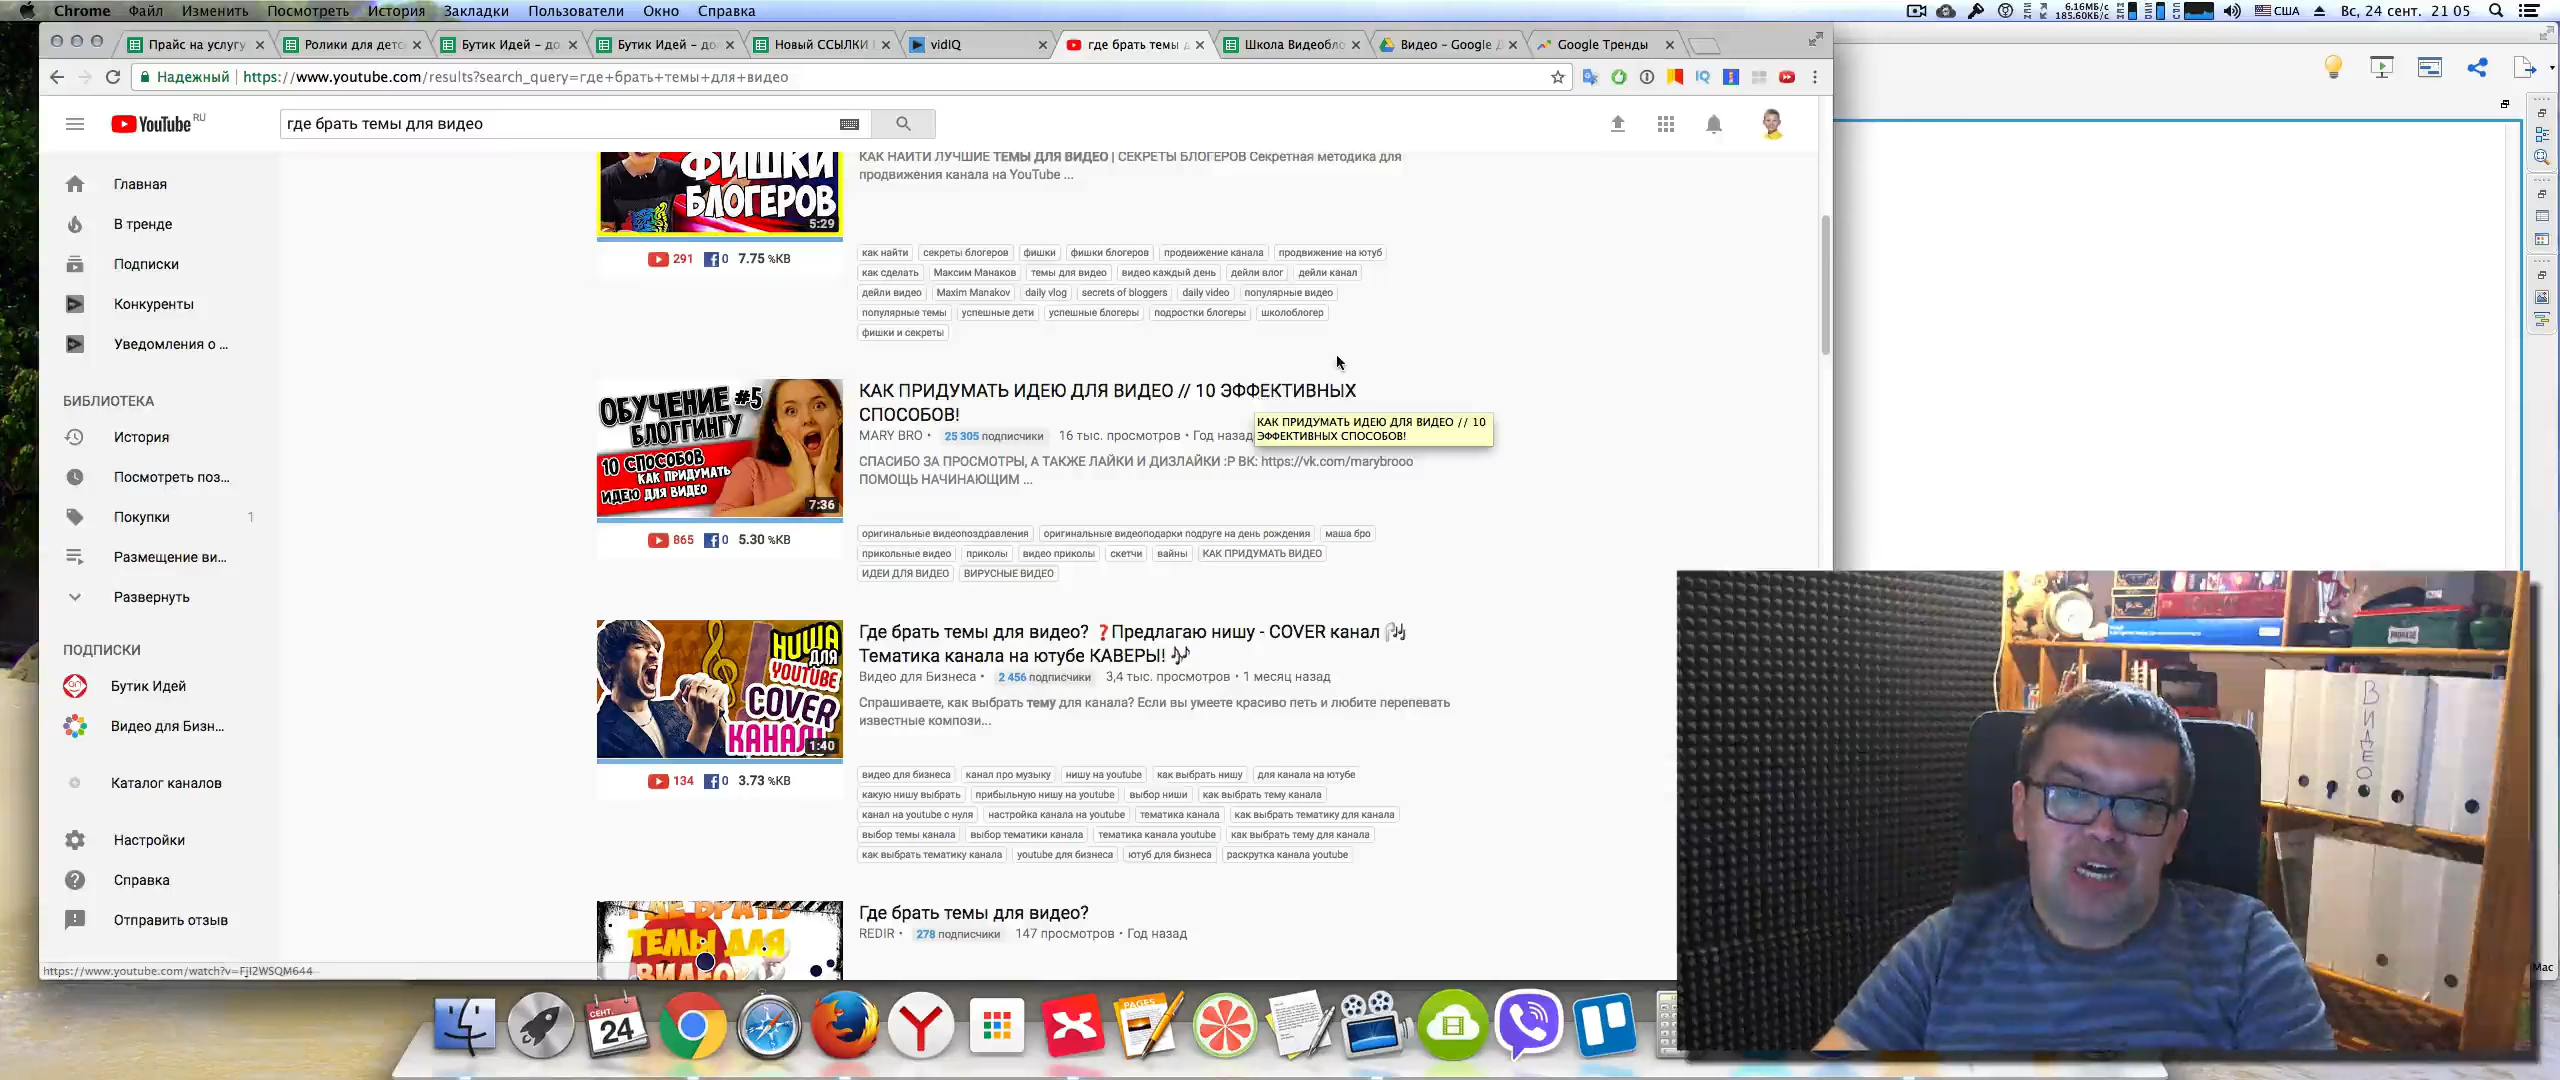 Chrome Файл Изменить Просмотреть История Закладки Пользователи Окно Справка
6.16МБ/с
185.60КБ/с
США Вс, 24 сент. 21 05
Прайс на услугу
Ролики для детс
Бутик Идей – до
Бутик Идей – до
Новый ССЫЛКИ
vidIQ
где брать темы д
Школа Видеобло
Видео – Google Д
Google Тренды
Надежный https://www.youtube.com/results?search_query=где+брать+темы+для+видео
YouTube RU
где брать темы для видео
Главная
В тренде
Подписки
Конкуренты
Уведомления о ...
БИБЛИОТЕКА
История
Посмотреть поз...
Покупки 1
Размещение ви...
Развернуть
ПОДПИСКИ
Бутик Идей
Видео для Бизн...
Каталог каналов
Настройки
Справка
Отправить отзыв
https://www.youtube.com/watch?v=FjI2WSQM644
ФИШКИ
БЛОГЕРОВ
5:29
291 0 7.75 %КВ
КАК НАЙТИ ЛУЧШИЕ ТЕМЫ ДЛЯ ВИДЕО | СЕКРЕТЫ БЛОГЕРОВ Секретная методика для
продвижения канала на YouTube ...
как найти секреты блогеров фишки фишки блогеров продвижение канала продвижение на ютуб
как сделать Максим Манаков темы для видео видео каждый день дейли влог дейли канал
дейли видео Maxim Manakov daily vlog secrets of bloggers daily video популярные видео
популярные темы успешные дети успешные блогеры подростки блогеры школоблогер
фишки и секреты
ОБУЧЕНИЕ #5
БЛОГГИНГУ
10 СПОСОБОВ
КАК ПРИДУМАТЬ
ИДЕЮ ДЛЯ ВИДЕО
7:36
865 0 5.30 %КВ
КАК ПРИДУМАТЬ ИДЕЮ ДЛЯ ВИДЕО // 10 ЭФФЕКТИВНЫХ
СПОСОБОВ!
MARY BRO • 25 305 подписчики 16 тыс. просмотров • Год назад
КАК ПРИДУМАТЬ ИДЕЮ ДЛЯ ВИДЕО // 10
ЭФФЕКТИВНЫХ СПОСОБОВ!
СПАСИБО ЗА ПРОСМОТРЫ, А ТАКЖЕ ЛАЙКИ И ДИЗЛАЙКИ :Р ВК: https://vk.com/marybrooo
ПОМОЩЬ НАЧИНАЮЩИМ ...
оригинальные видеопоздравления оригинальные видеоподарки подруге на день рождения маша бро
прикольные видео приколы видео приколы скетчи вайны КАК ПРИДУМАТЬ ВИДЕО
ИДЕИ ДЛЯ ВИДЕО ВИРУСНЫЕ ВИДЕО
НИША
ДЛЯ
YOUTUBE
COVER
КАНАЛ
1:40
134 0 3.73 %КВ
Где брать темы для видео? ❓Предлагаю нишу - COVER канал 🎧
Тематика канала на ютубе КАВЕРЫ! 🎶
Видео для Бизнеса • 2 456 подписчики 3,4 тыс. просмотров • 1 месяц назад
Спрашиваете, как выбрать тему для канала? Если вы умеете красиво петь и любите перепевать
известные компози...
видео для бизнеса канал про музыку нишу на youtube как выбрать нишу для канала на ютубе
какую нишу выбрать прибыльную нишу на youtube выбор ниши как выбрать тему канала
канал на youtube с нуля настройка канала на youtube тематика канала как выбрать тематику для канала
выбор темы канала выбор тематики канала тематика канала youtube как выбрать тему для канала
как выбрать тематику канала youtube для бизнеса ютуб для бизнеса раскрутка канала youtube
ГДЕ БРАТЬ
ТЕМЫ ДЛЯ
ВИДЕО?
Где брать темы для видео?
REDIR • 278 подписчики 147 просмотров • Год назад
ВИДЕО
Mac
СЕНТ.
24
PAGES